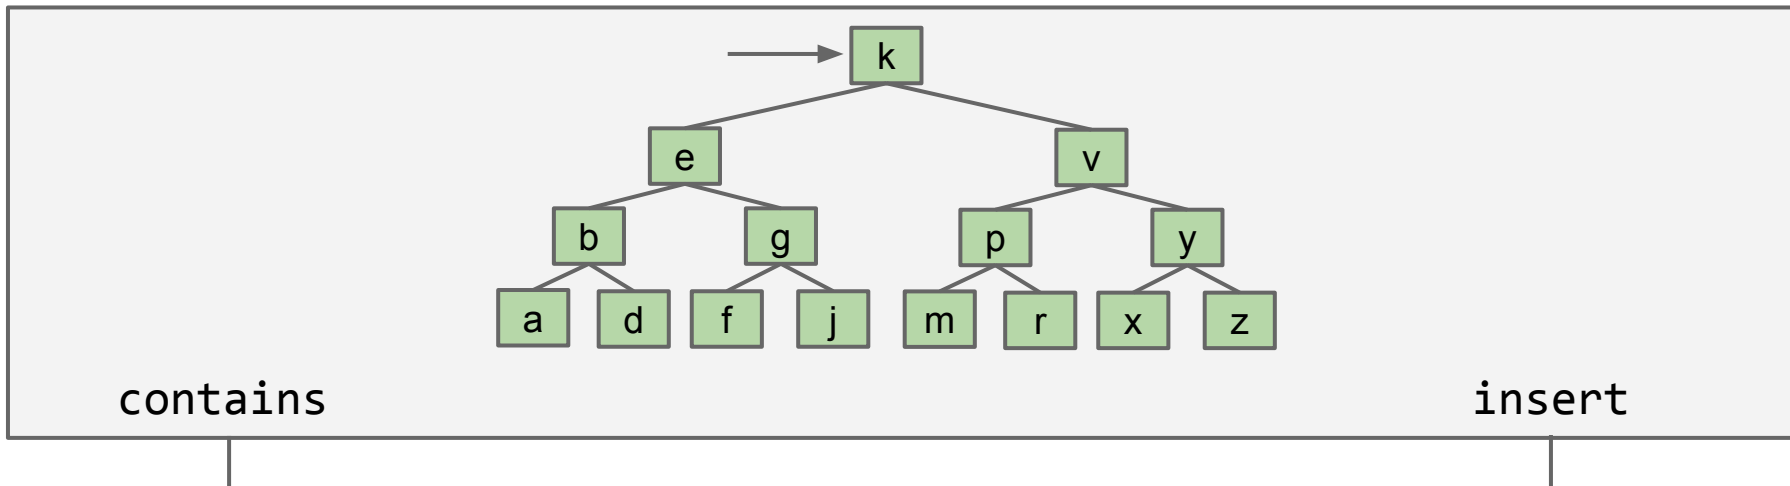 k
e v
b g p y
a d f j m r x z
contains insert